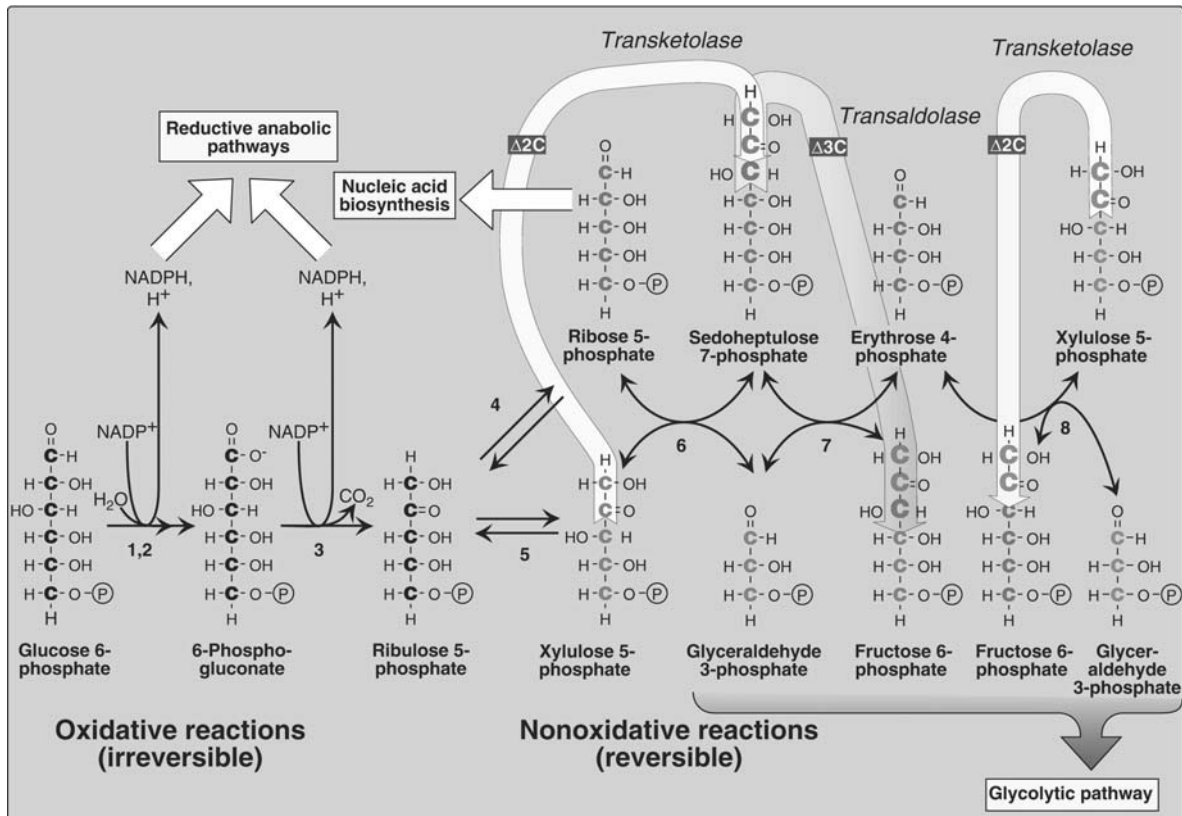 Transketolase
Transketolase
Transaldolase
Reductive anabolic
pathways
Nucleic acid
biosynthesis
Δ2C
Δ3C
Δ2C
NADPH,
H+
NADPH,
H+
Ribose 5-
phosphate
Sedoheptulose
7-phosphate
Erythrose 4-
phosphate
Xylulose 5-
phosphate
NADP+
NADP+
H2O
CO2
1,2
3
4
5
6
7
8
Glucose 6-
phosphate
6-Phospho-
gluconate
Ribulose 5-
phosphate
Xylulose 5-
phosphate
Glyceraldehyde
3-phosphate
Fructose 6-
phosphate
Fructose 6-
phosphate
Glycer-
aldehyde
3-phosphate
Oxidative reactions
(irreversible)
Nonoxidative reactions
(reversible)
Glycolytic pathway